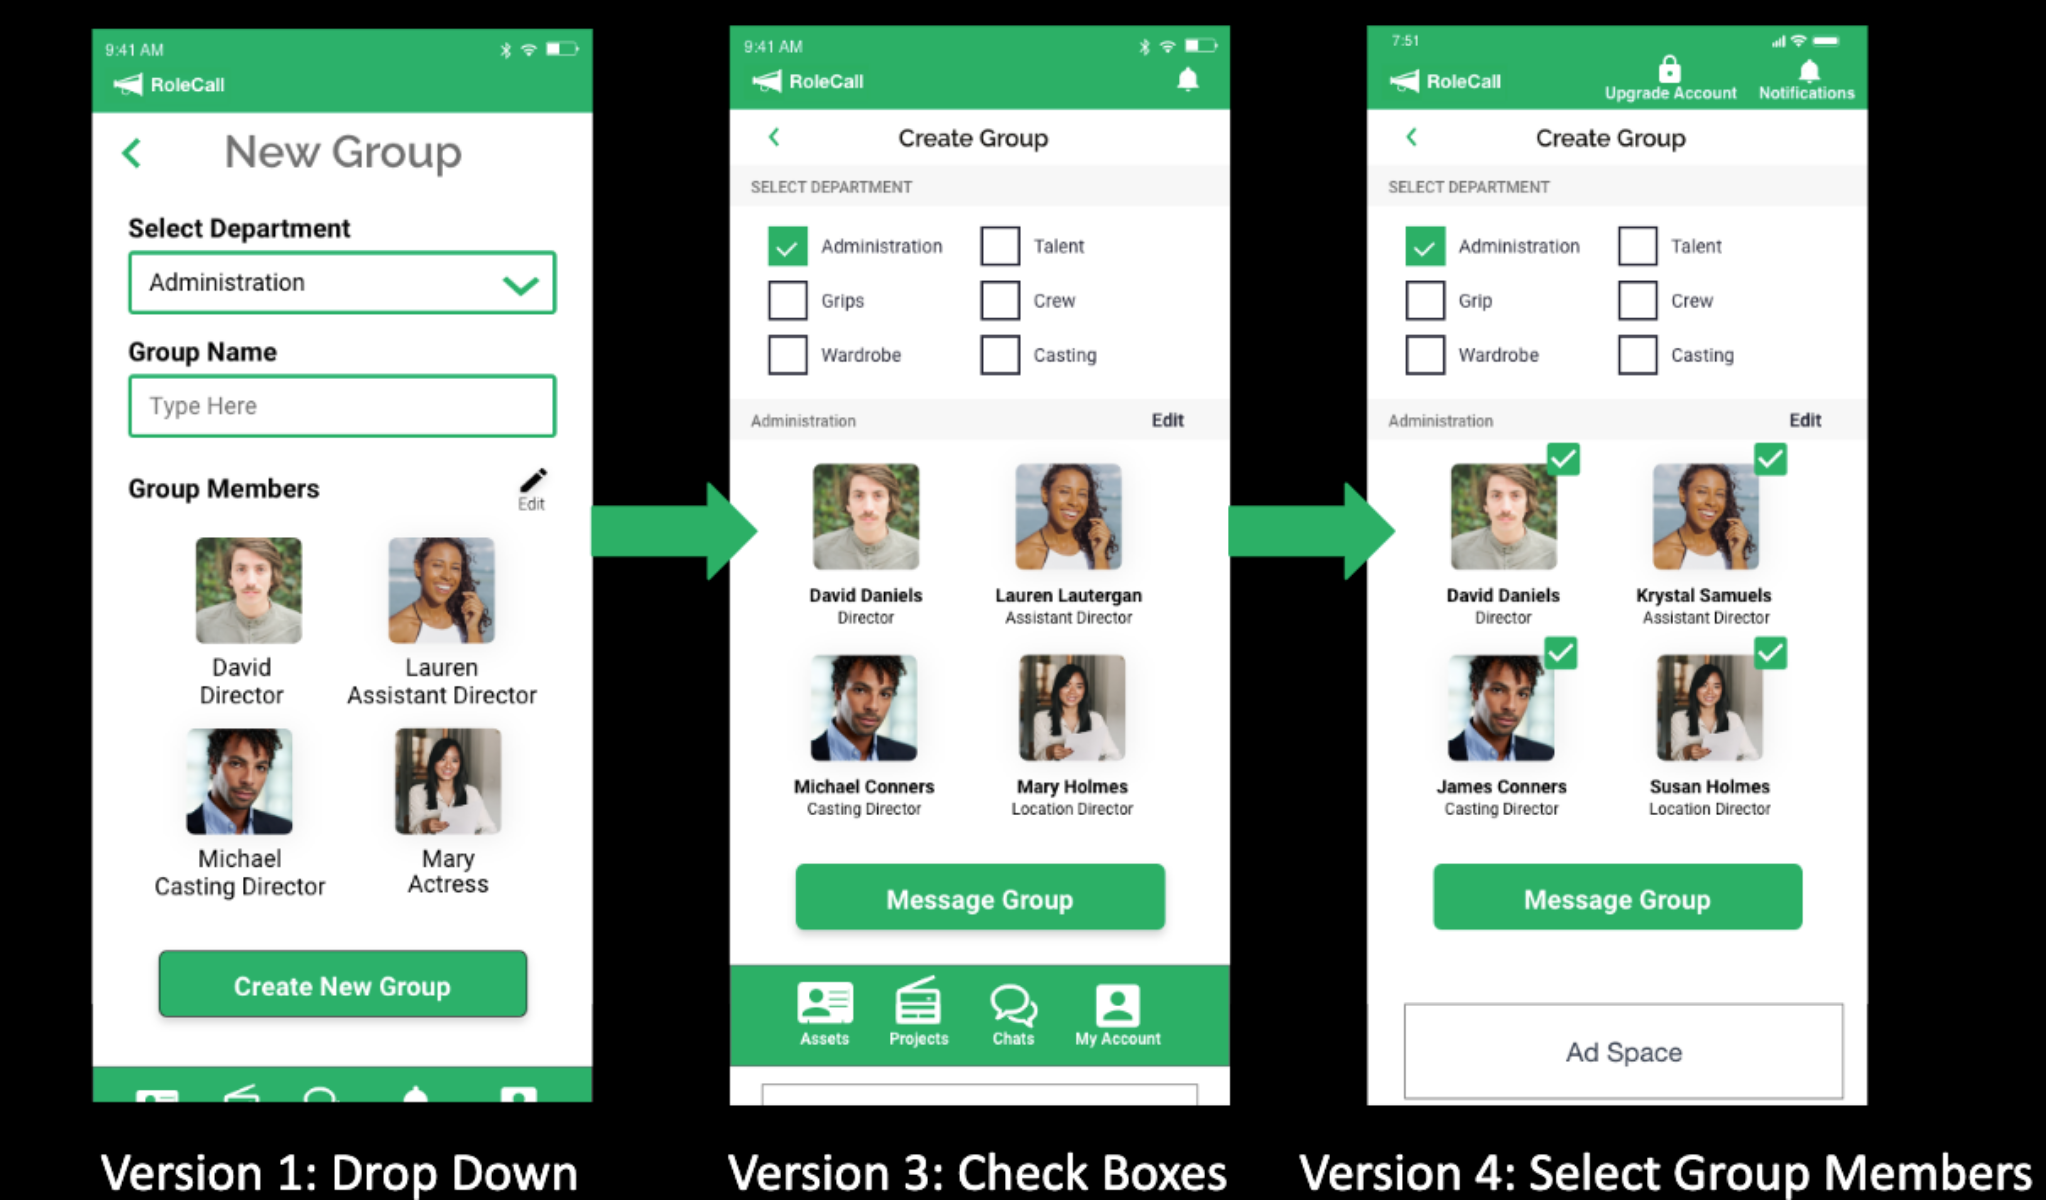 9:41 AM
RoleCall
New Group
Select Department
Administration
Group Name
Type Here
Group Members
Edit
David
Director
Lauren
Assistant Director
Michael
Casting Director
Mary
Actress
Create New Group
Version 1: Drop Down
9:41 AM
RoleCall
Create Group
SELECT DEPARTMENT
Administration
Talent
Grips
Crew
Wardrobe
Casting
Administration
Edit
David Daniels
Director
Lauren Lautergan
Assistant Director
Michael Conners
Casting Director
Mary Holmes
Location Director
Message Group
Assets
Projects
Chats
My Account
Version 3: Check Boxes
7:51
RoleCall
Upgrade Account
Notifications
Create Group
SELECT DEPARTMENT
Administration
Talent
Grip
Crew
Wardrobe
Casting
Administration
Edit
David Daniels
Director
Krystal Samuels
Assistant Director
James Conners
Casting Director
Susan Holmes
Location Director
Message Group
Ad Space
Version 4: Select Group Members